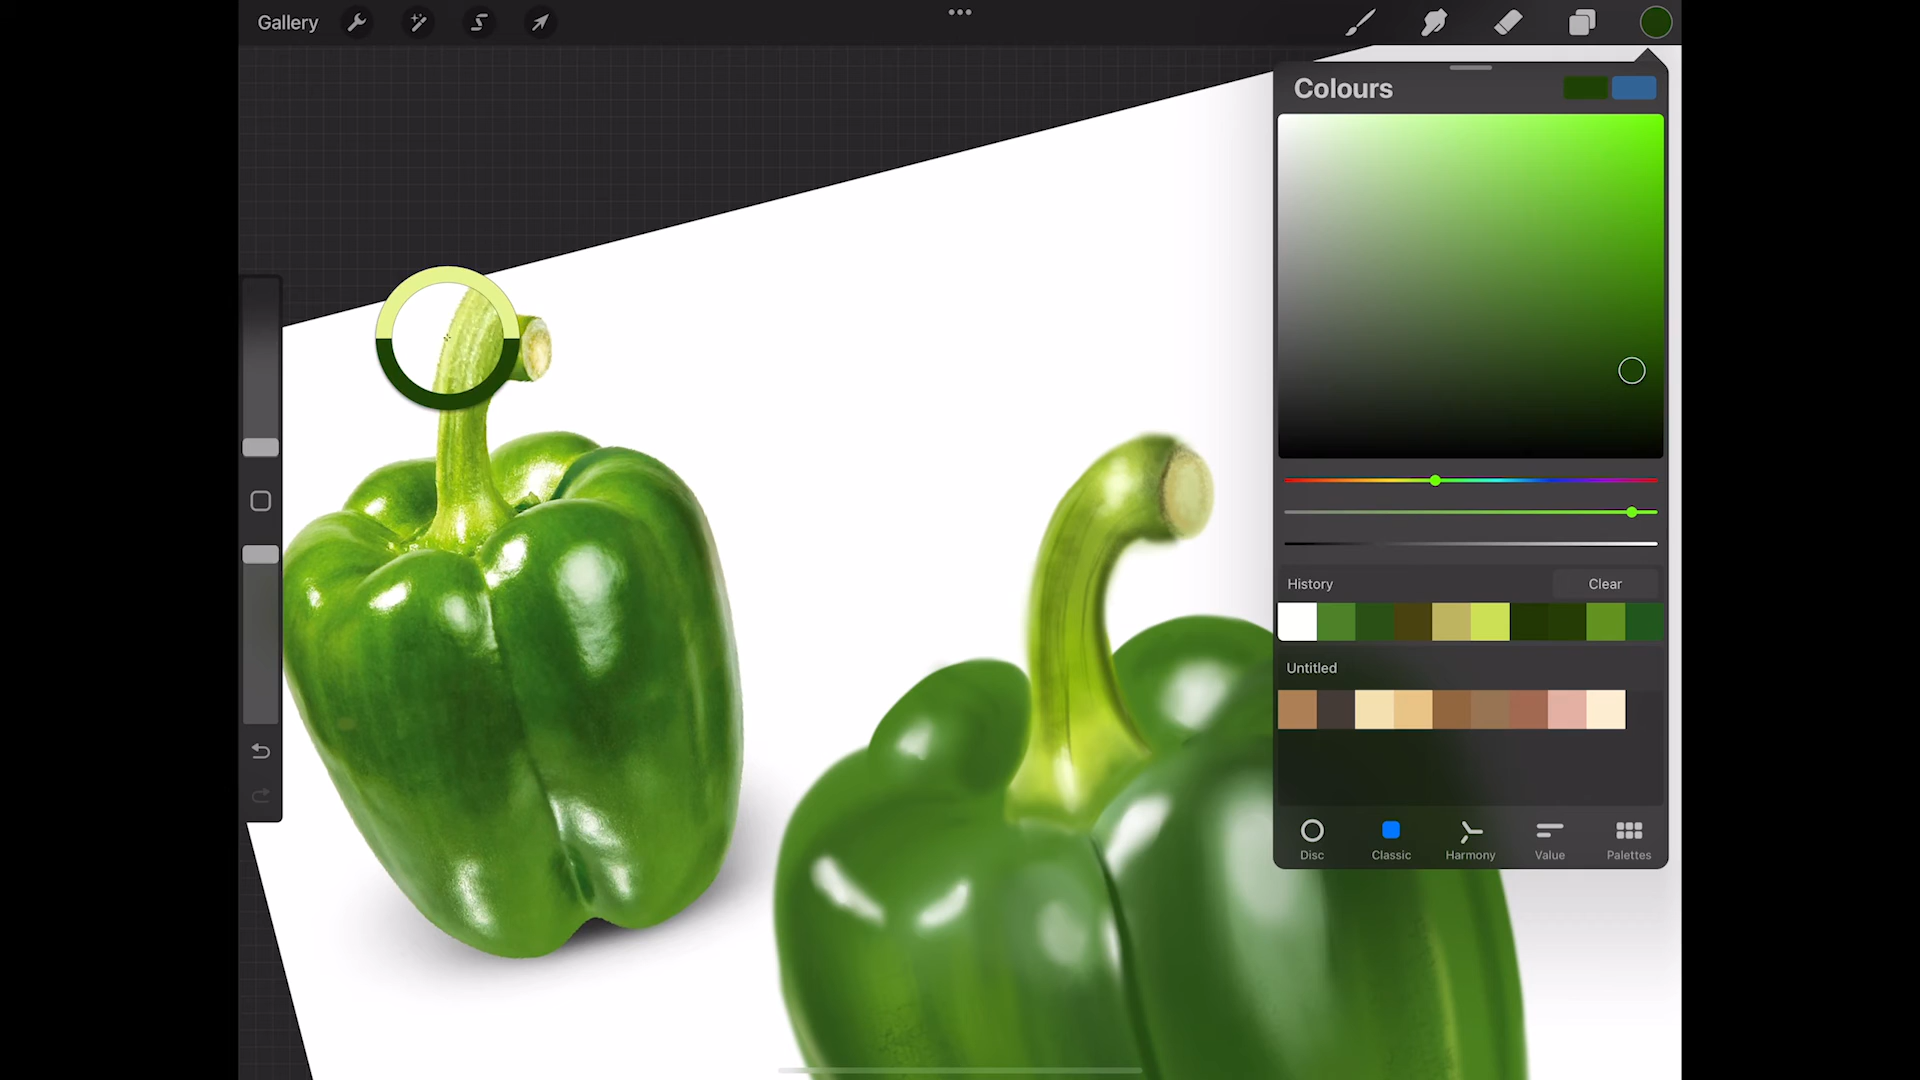 Gallery
Colours
History
Clear
Untitled
Disc
Classic
Harmony
Value
Palettes